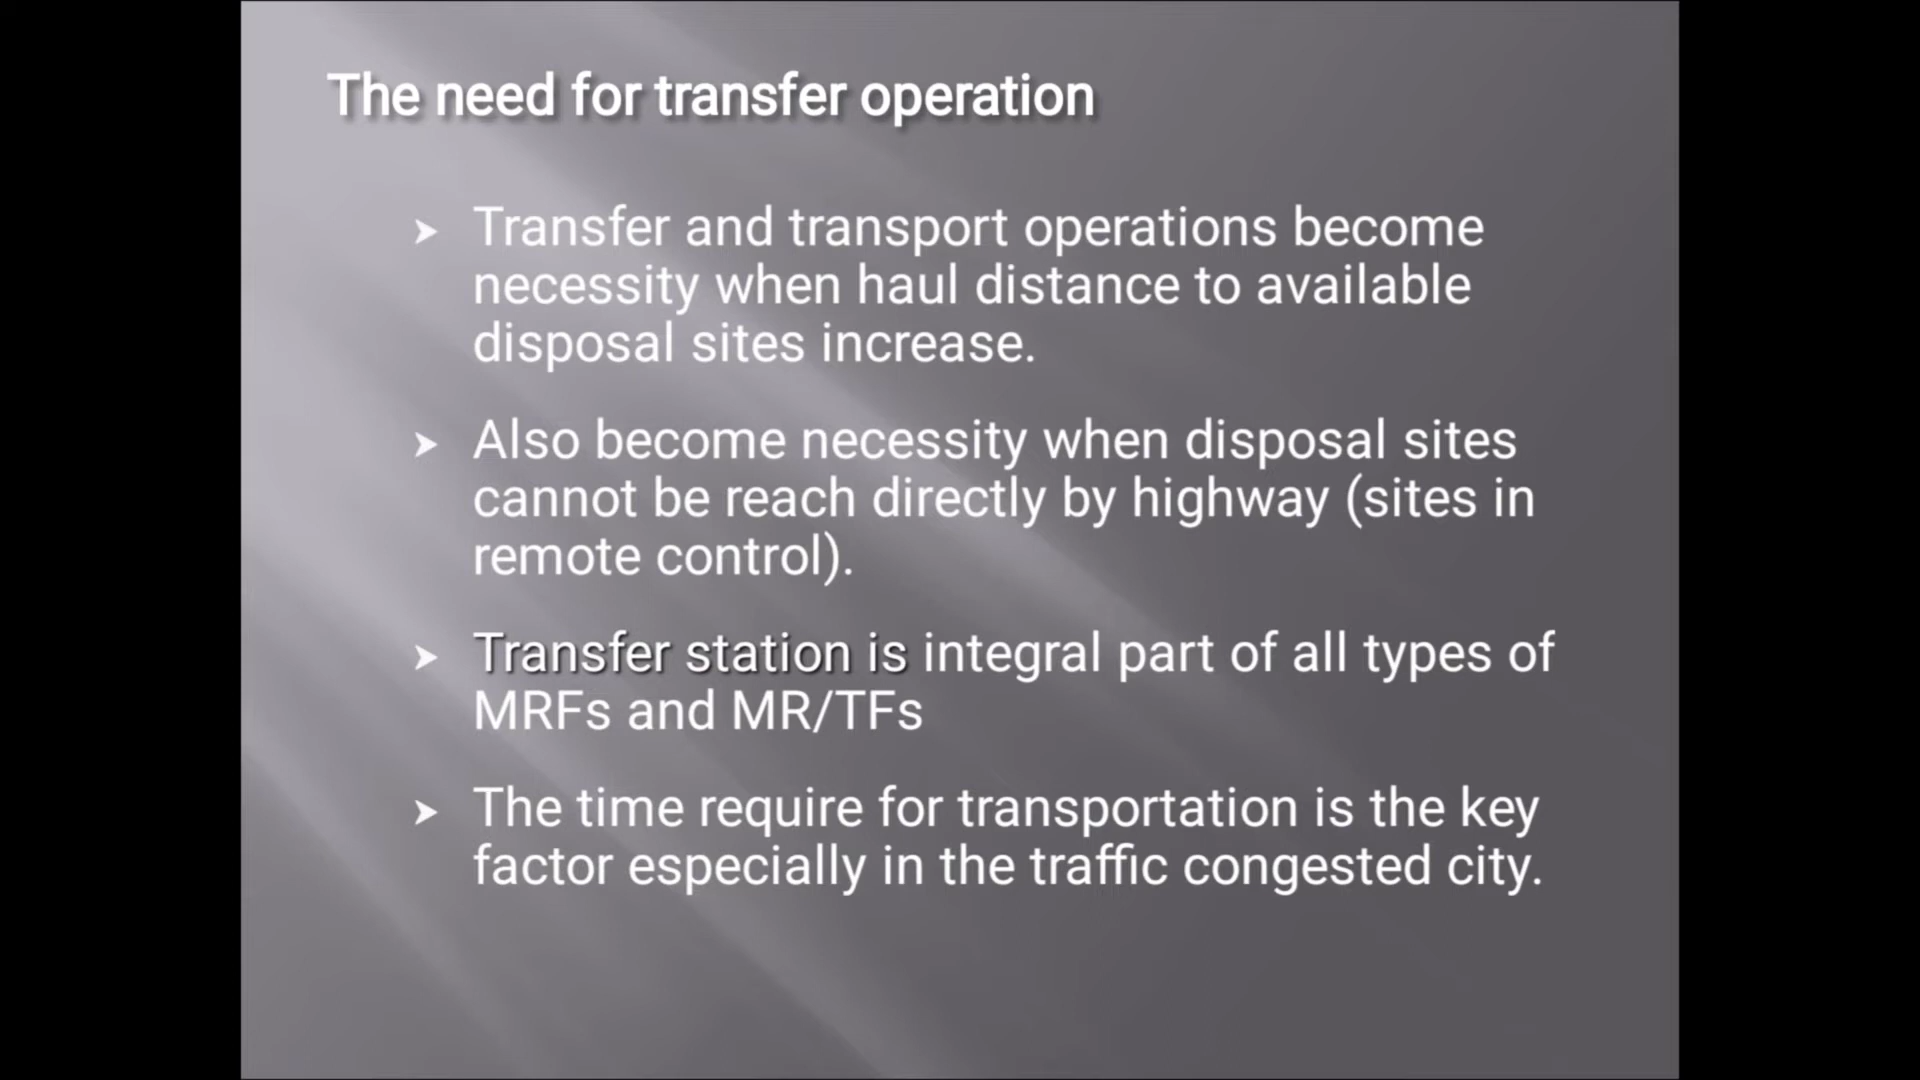 The need for transfer operation
➤ Transfer and transport operations become
necessity when haul distance to available
disposal sites increase.
➤ Also become necessity when disposal sites
cannot be reach directly by highway (sites in
remote control).
➤ Transfer station is integral part of all types of
MRFs and MR/TFs
➤ The time require for transportation is the key
factor especially in the traffic congested city.